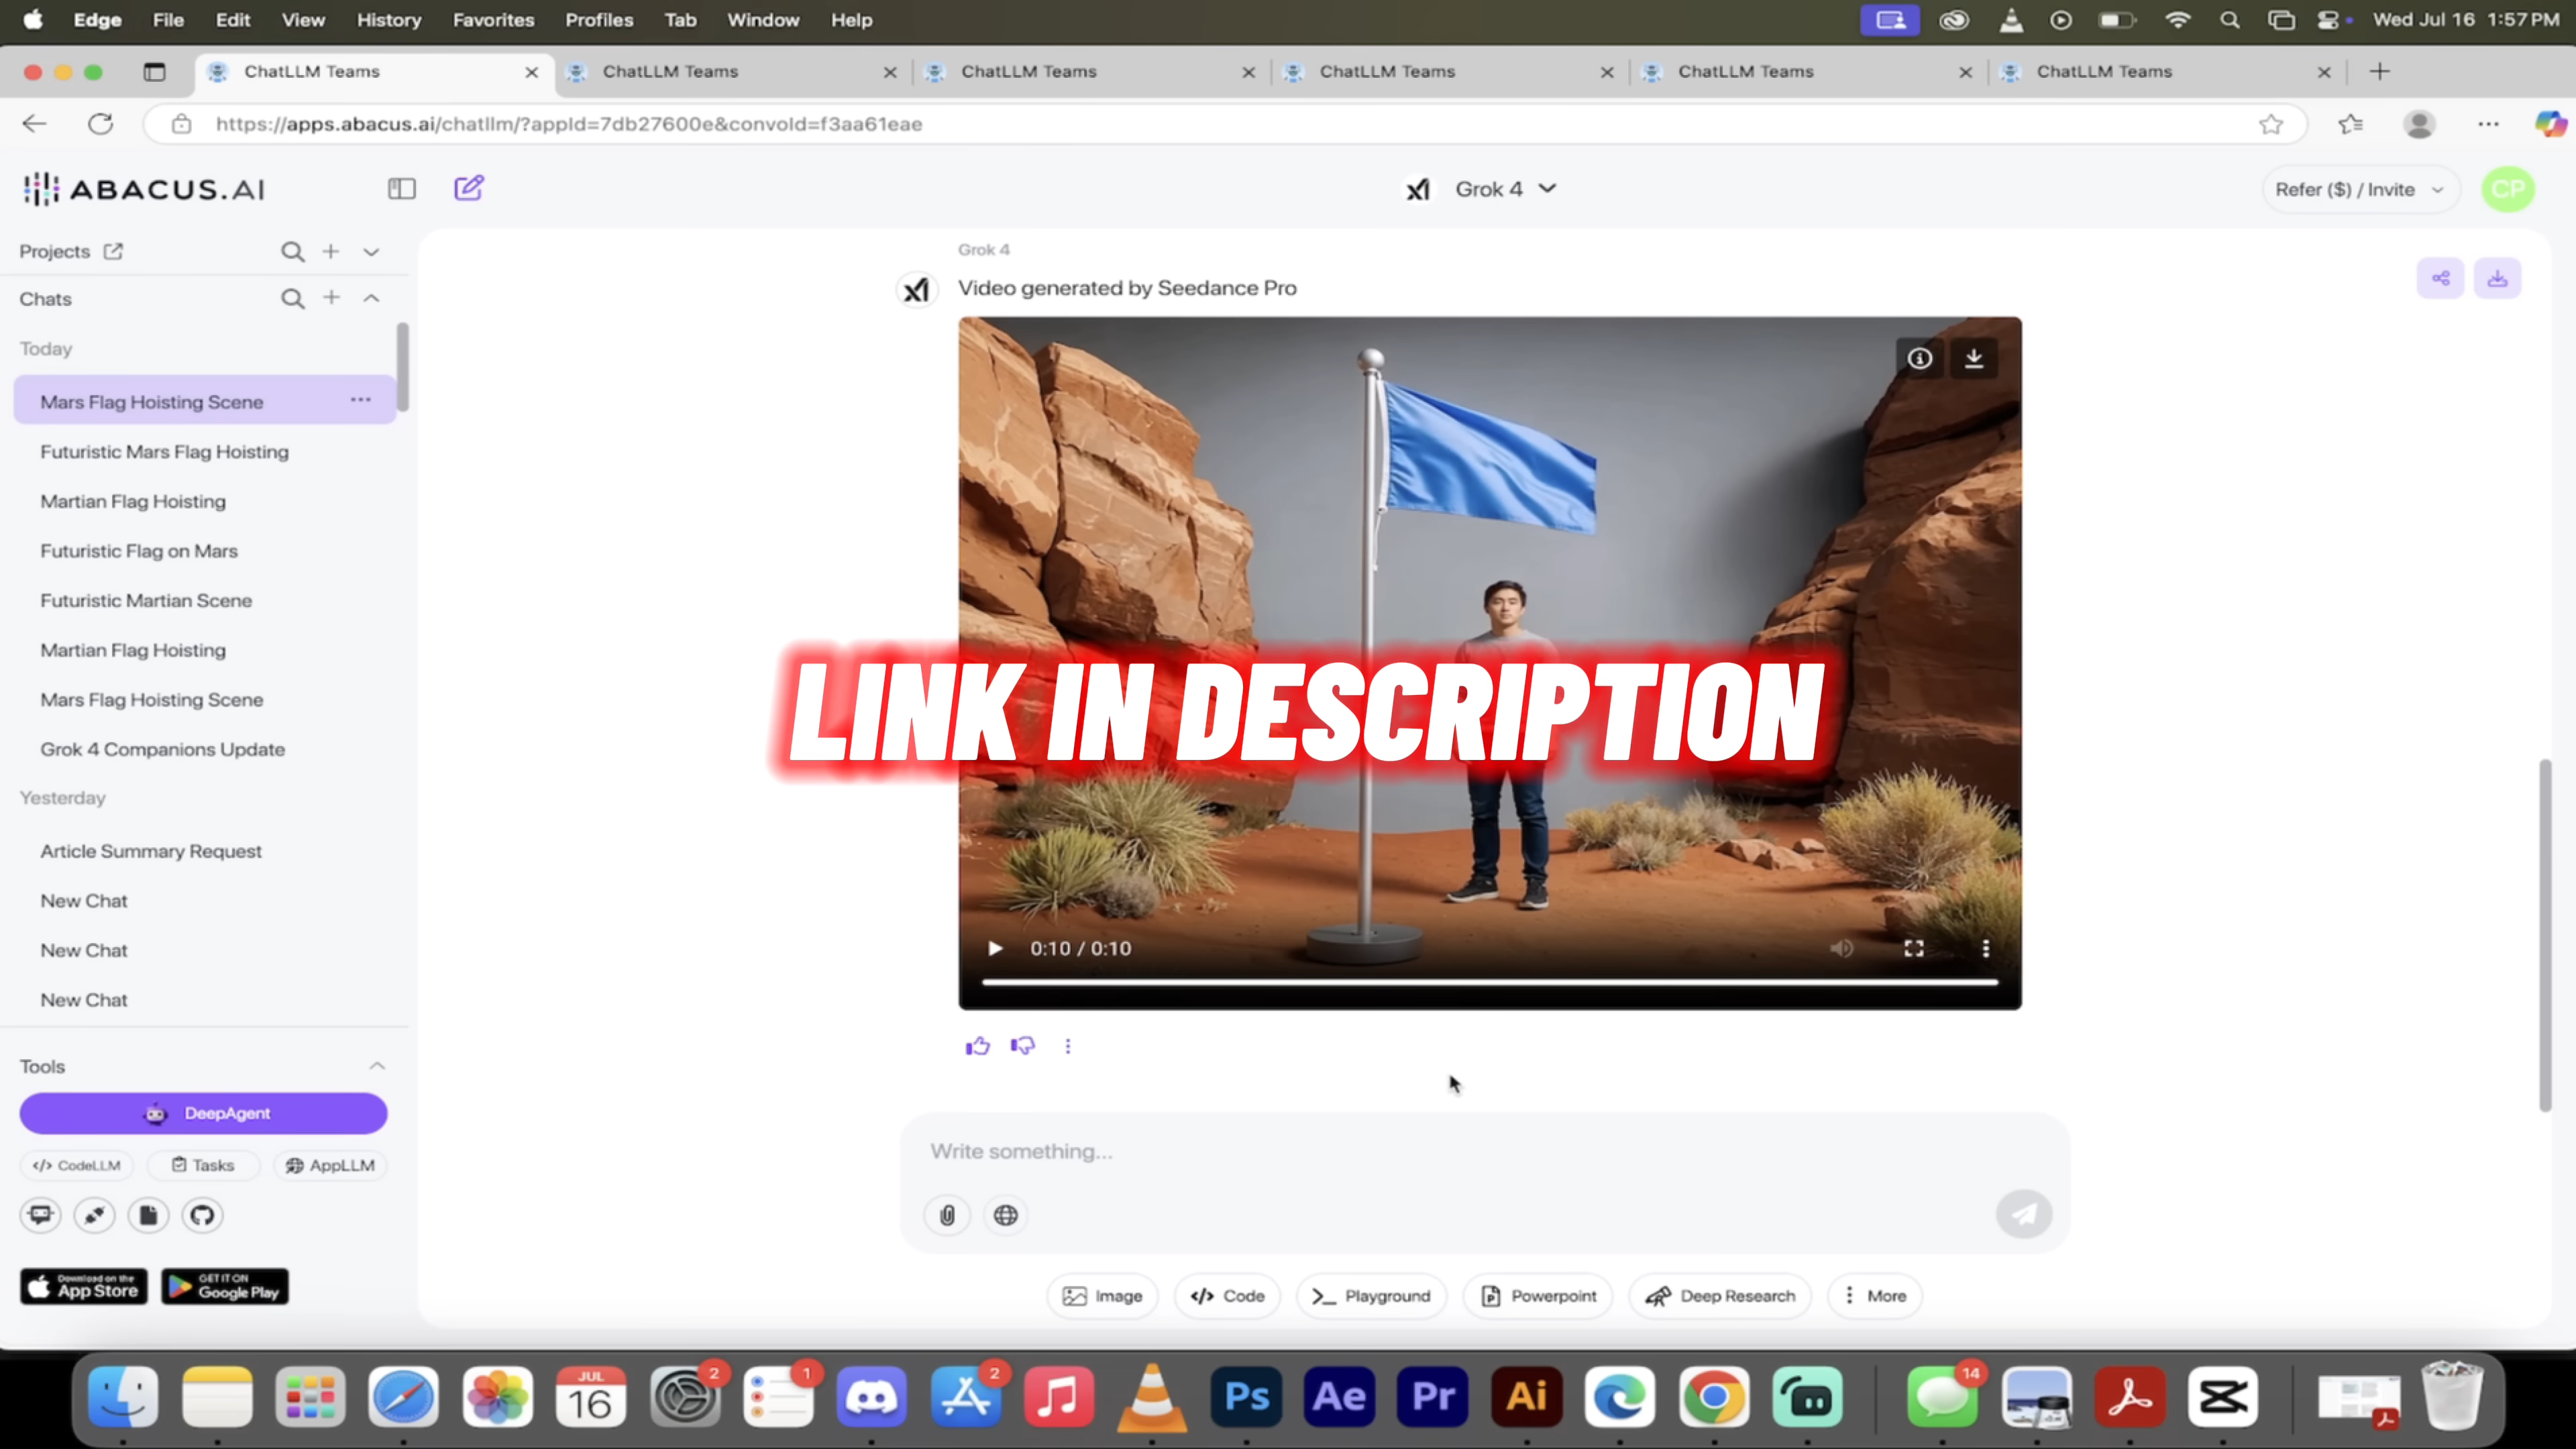 Edge File Edit View History Favorites Profiles Tab Window Help Wed Jul 16 1:57 PM
ChatLLM Teams ChatLLM Teams ChatLLM Teams ChatLLM Teams ChatLLM Teams ChatLLM Teams
https://apps.abacus.ai/chatllm/?appId=7db27600e&convoId=f3aa61eae
ABACUS.AI
Grok 4
Refer ($) / Invite
CP
Projects
Chats
Today
Mars Flag Hoisting Scene
Futuristic Mars Flag Hoisting
Martian Flag Hoisting
Futuristic Flag on Mars
Futuristic Martian Scene
Martian Flag Hoisting
Mars Flag Hoisting Scene
Grok 4 Companions Update
Yesterday
Article Summary Request
New Chat
New Chat
New Chat
Tools
DeepAgent
</> CodeLLM Tasks AppLLM
Download on the
App Store
GET IT ON
Google Play
Grok 4
Video generated by Seedance Pro
LINK IN DESCRIPTION
0:10 / 0:10
Write something...
Image </> Code Playground Powerpoint Deep Research More
JUL
16
2
1
2
Ps Ae Pr Ai
14